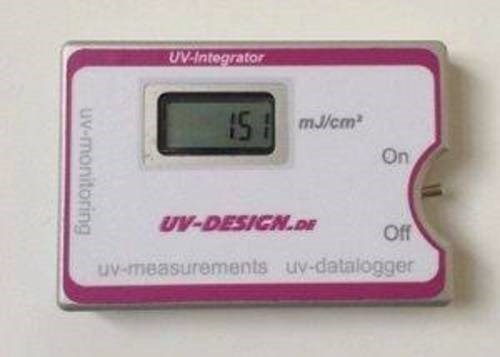 UV-Integrator
151 mJ/cm²
uv-monitoring
On
UV-DESIGN.DE
Off
uv-measurements uv-datalogger